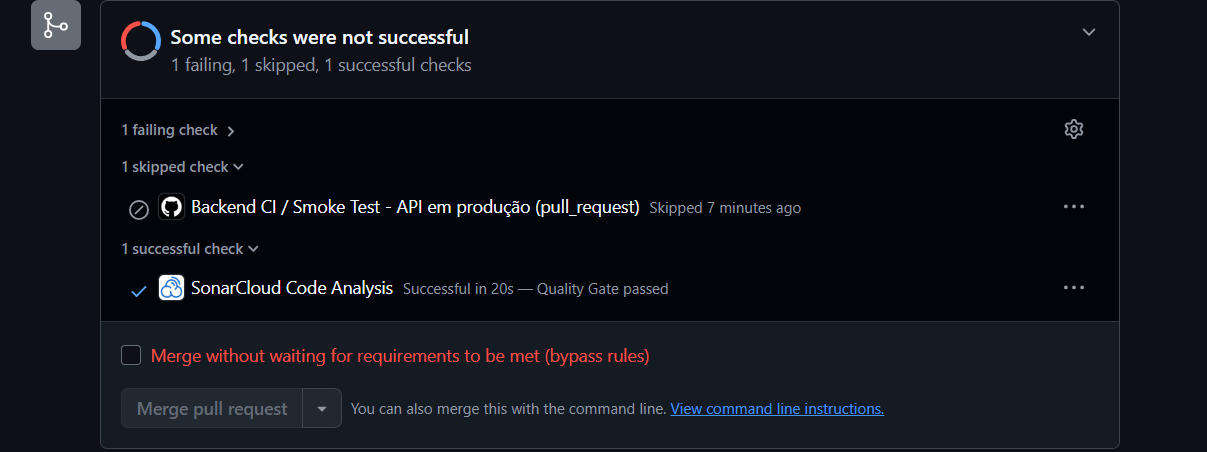 Some checks were not successful
1 failing, 1 skipped, 1 successful checks
1 failing check
1 skipped check
Backend CI / Smoke Test - API em produção (pull_request) Skipped 7 minutes ago
1 successful check
SonarCloud Code Analysis Successful in 20s — Quality Gate passed
Merge without waiting for requirements to be met (bypass rules)
Merge pull request You can also merge this with the command line. View command line instructions.